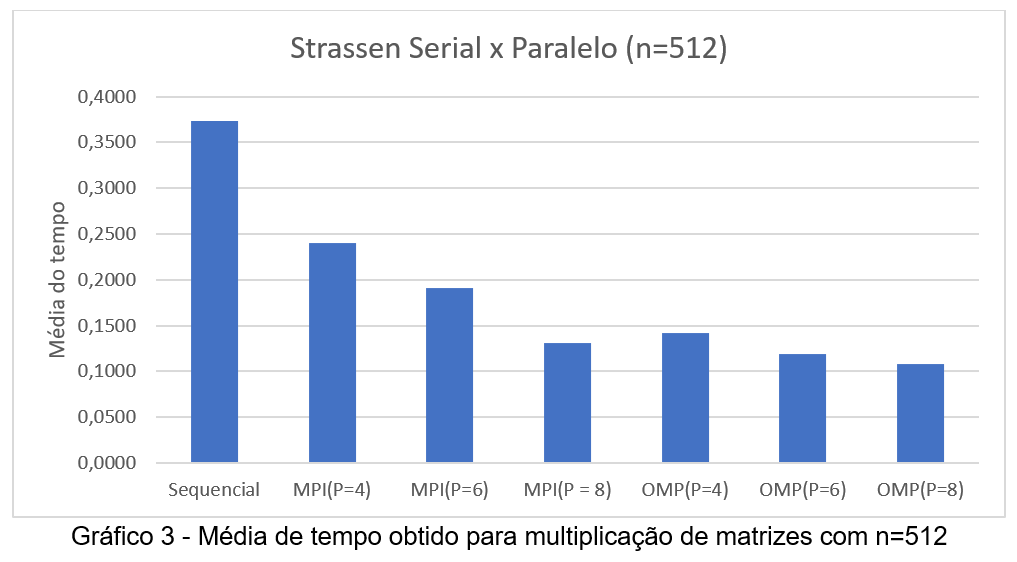 Strassen Serial x Paralelo (n=512)
Média do tempo
0,4000
0,3500
0,3000
0,2500
0,2000
0,1500
0,1000
0,0500
0,0000
Sequencial MPI(P=4) MPI(P=6) MPI(P = 8) OMP(P=4) OMP(P=6) OMP(P=8)
Gráfico 3 - Média de tempo obtido para multiplicação de matrizes com n=512